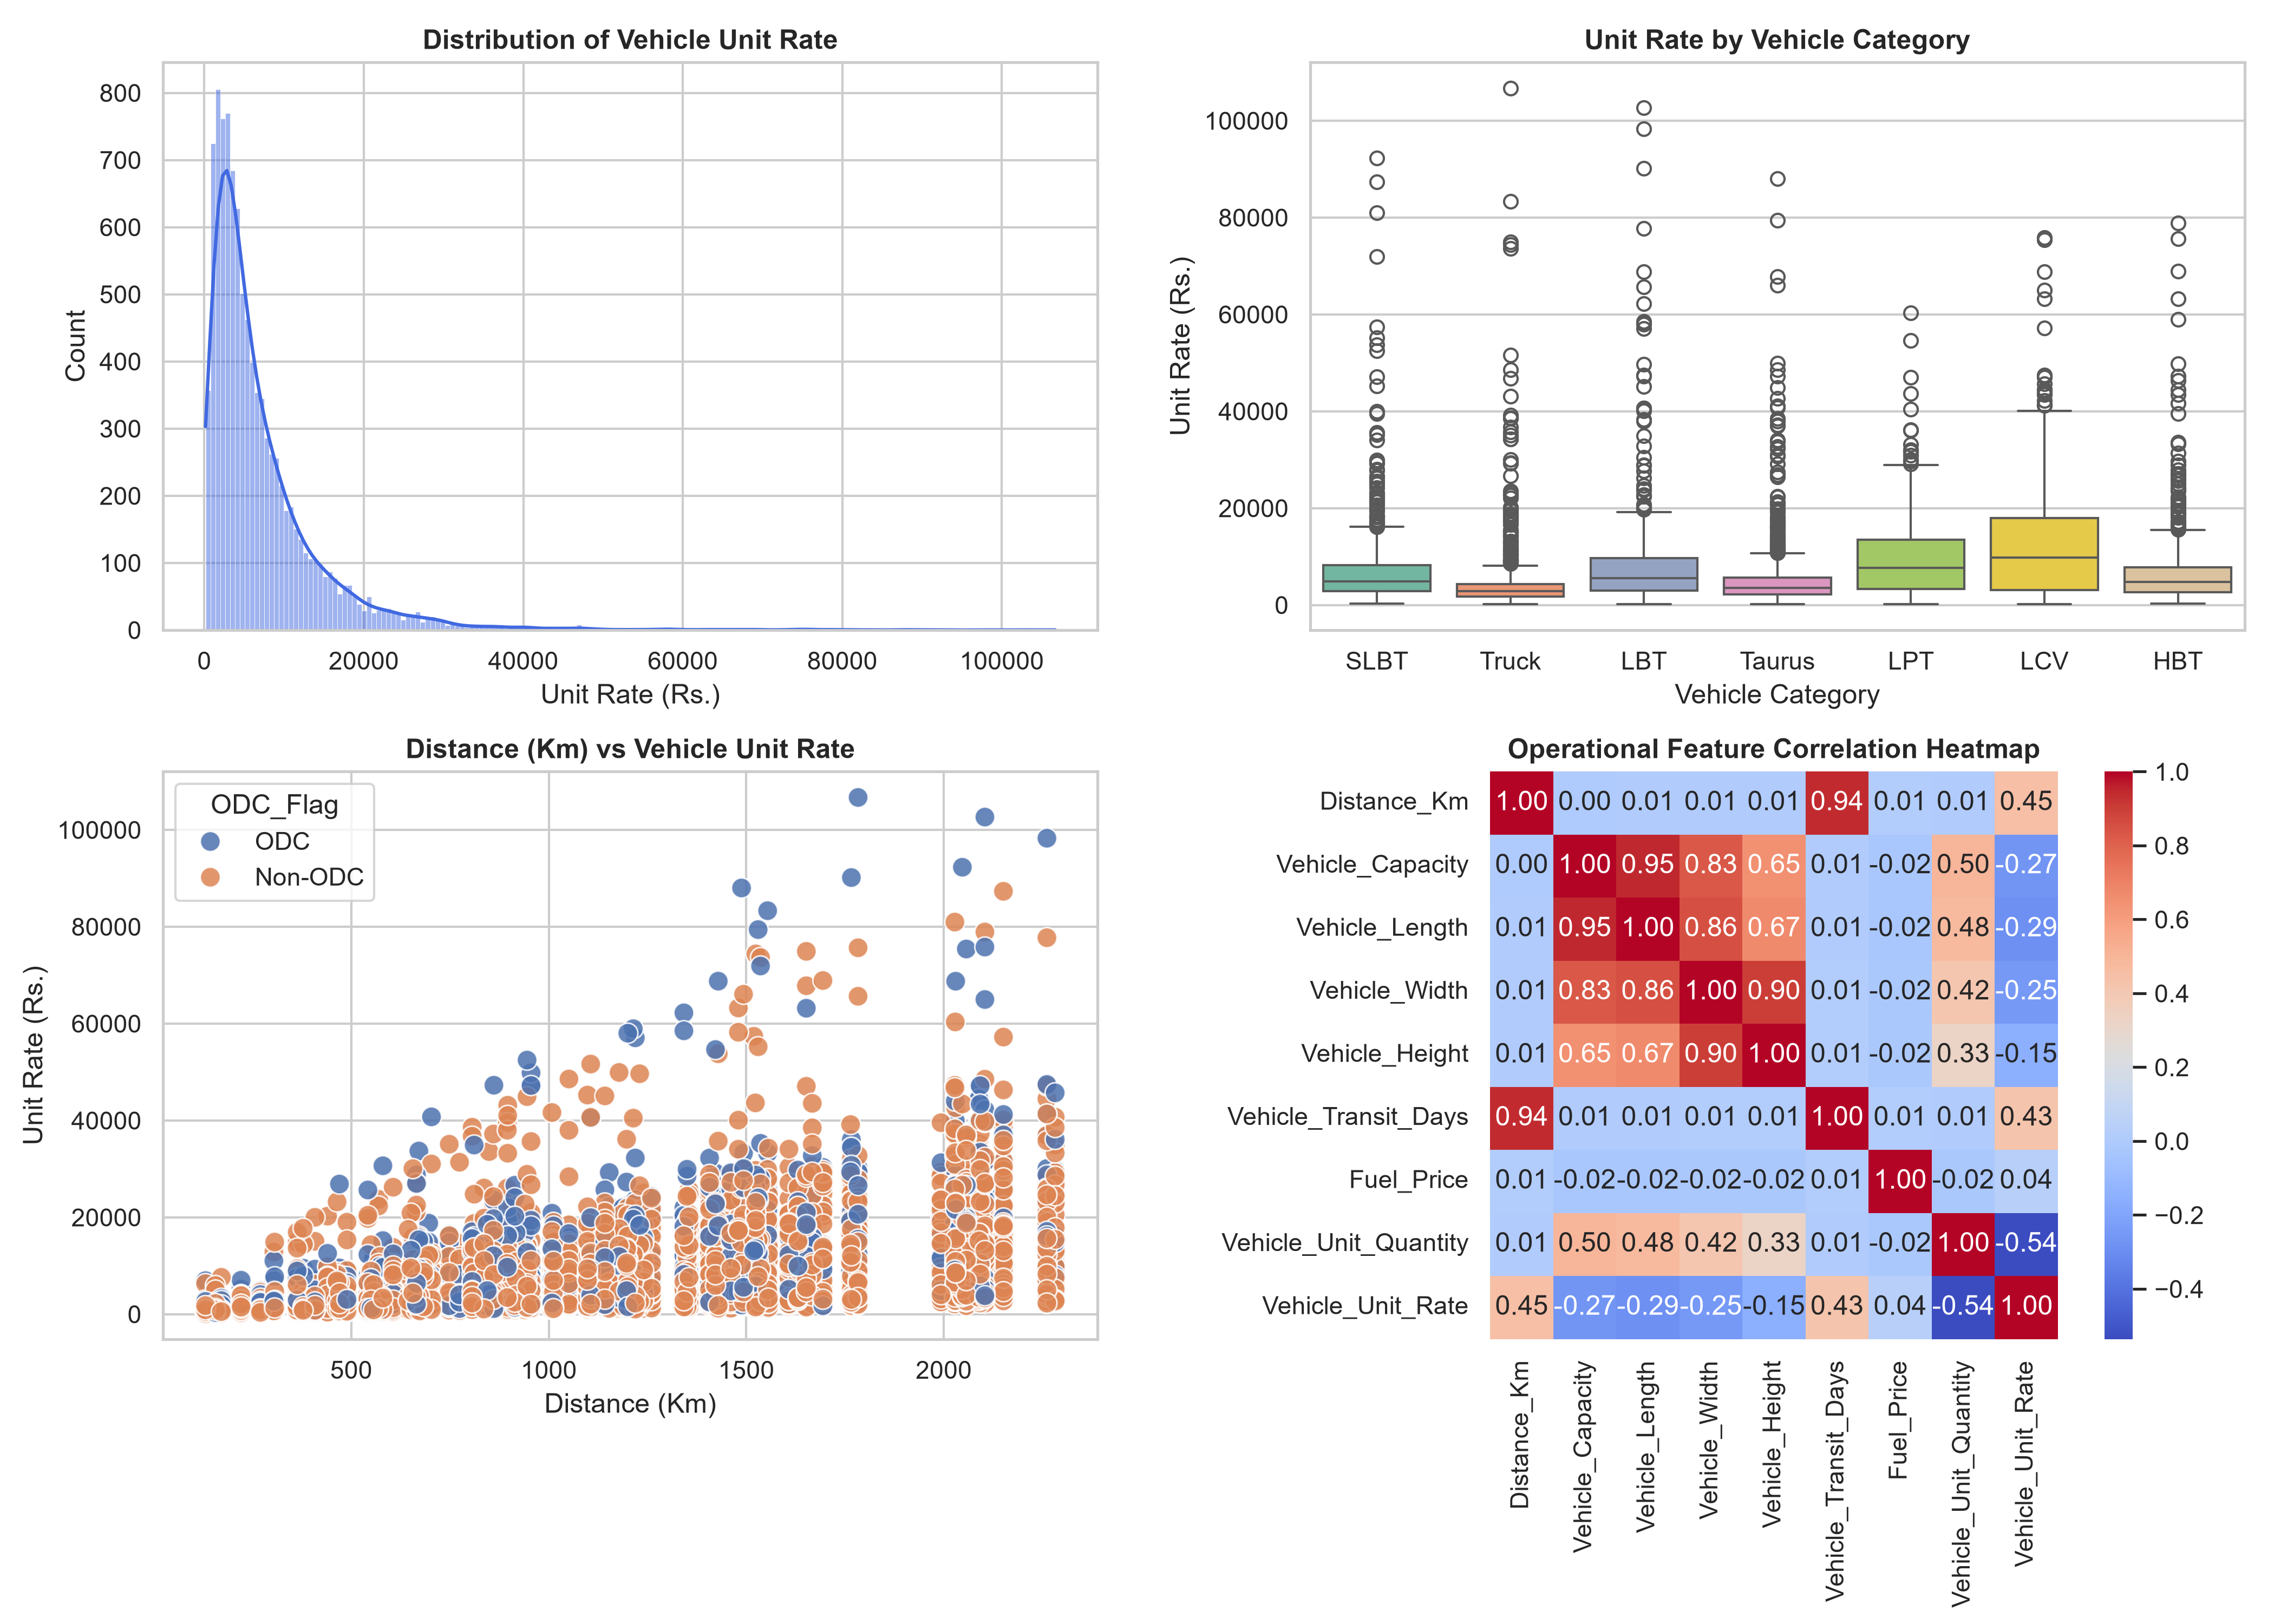 Distribution of Vehicle Unit Rate
800
700
600
500
400
300
200
100
0
Count
0 20000 40000 60000 80000 100000
Unit Rate (Rs.)
Unit Rate by Vehicle Category
100000
80000
60000
40000
20000
0
Unit Rate (Rs.)
SLBT Truck LBT Taurus LPT LCV HBT
Vehicle Category
Distance (Km) vs Vehicle Unit Rate
ODC_Flag
ODC
Non-ODC
100000
80000
60000
40000
20000
0
Unit Rate (Rs.)
500 1000 1500 2000
Distance (Km)
Operational Feature Correlation Heatmap
Distance_Km 1.00 0.00 0.01 0.01 0.01 0.94 0.01 0.01 0.45
Vehicle_Capacity 0.00 1.00 0.95 0.83 0.65 0.01 -0.02 0.50 -0.27
Vehicle_Length 0.01 0.95 1.00 0.86 0.67 0.01 -0.02 0.48 -0.29
Vehicle_Width 0.01 0.83 0.86 1.00 0.90 0.01 -0.02 0.42 -0.25
Vehicle_Height 0.01 0.65 0.67 0.90 1.00 0.01 -0.02 0.33 -0.15
Vehicle_Transit_Days 0.94 0.01 0.01 0.01 0.01 1.00 0.01 0.01 0.43
Fuel_Price 0.01 -0.02 -0.02 -0.02 -0.02 0.01 1.00 -0.02 0.04
Vehicle_Unit_Quantity 0.01 0.50 0.48 0.42 0.33 0.01 -0.02 1.00 -0.54
Vehicle_Unit_Rate 0.45 -0.27 -0.29 -0.25 -0.15 0.43 0.04 -0.54 1.00
Distance_Km
Vehicle_Capacity
Vehicle_Length
Vehicle_Width
Vehicle_Height
Vehicle_Transit_Days
Fuel_Price
Vehicle_Unit_Quantity
Vehicle_Unit_Rate
1.0
0.8
0.6
0.4
0.2
0.0
−0.2
−0.4